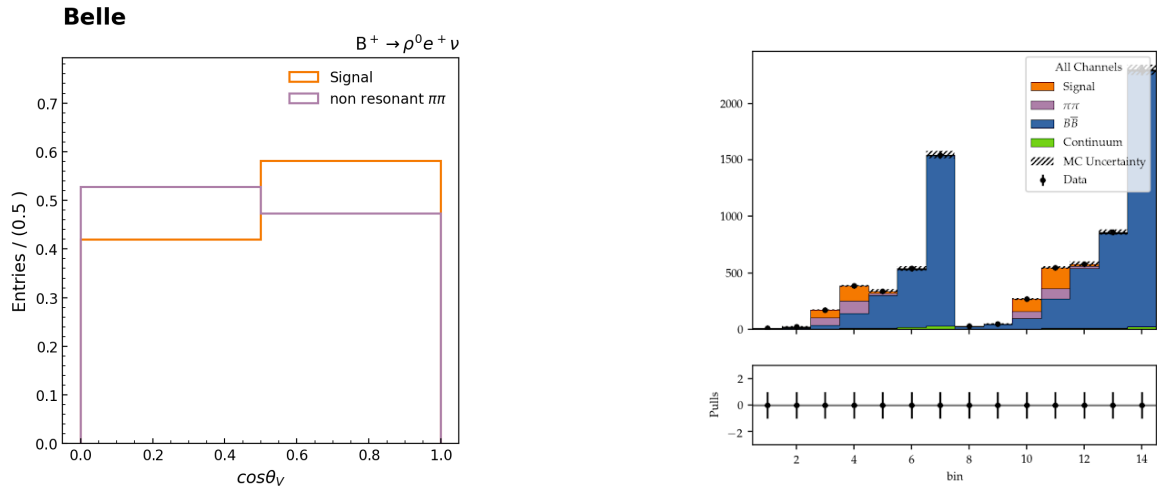 Belle
B⁺ → ρ⁰e⁺ν
Signal
non resonant ππ
Entries / (0.5 )
0.7
0.6
0.5
0.4
0.3
0.2
0.1
0.0
0.0 0.2 0.4 0.6 0.8 1.0
cosθ_V
All Channels
Signal
ππ
BB̅
Continuum
MC Uncertainty
Data
2000
1500
1000
500
0
Pulls
2
0
−2
2 4 6 8 10 12 14
bin